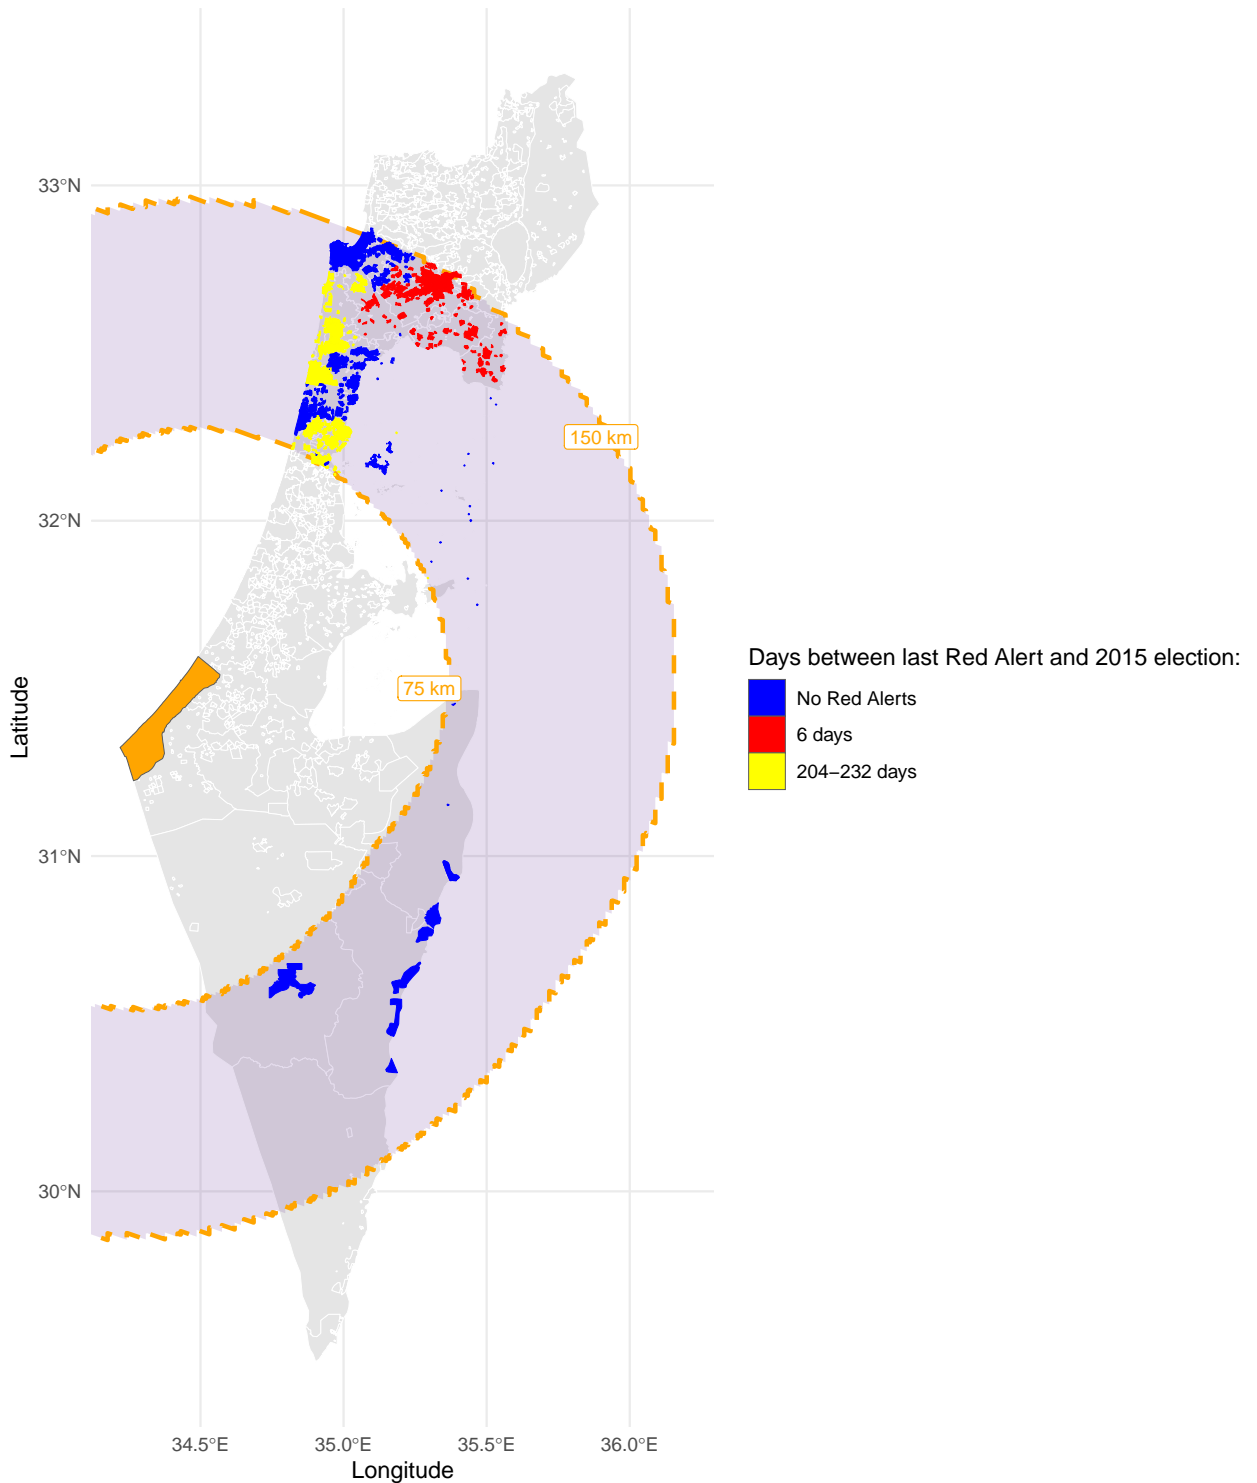 33°N
32°N
31°N
30°N
Latitude
34.5°E
35.0°E
35.5°E
36.0°E
Longitude
150 km
75 km
Days between last Red Alert and 2015 election:
No Red Alerts
6 days
204−232 days